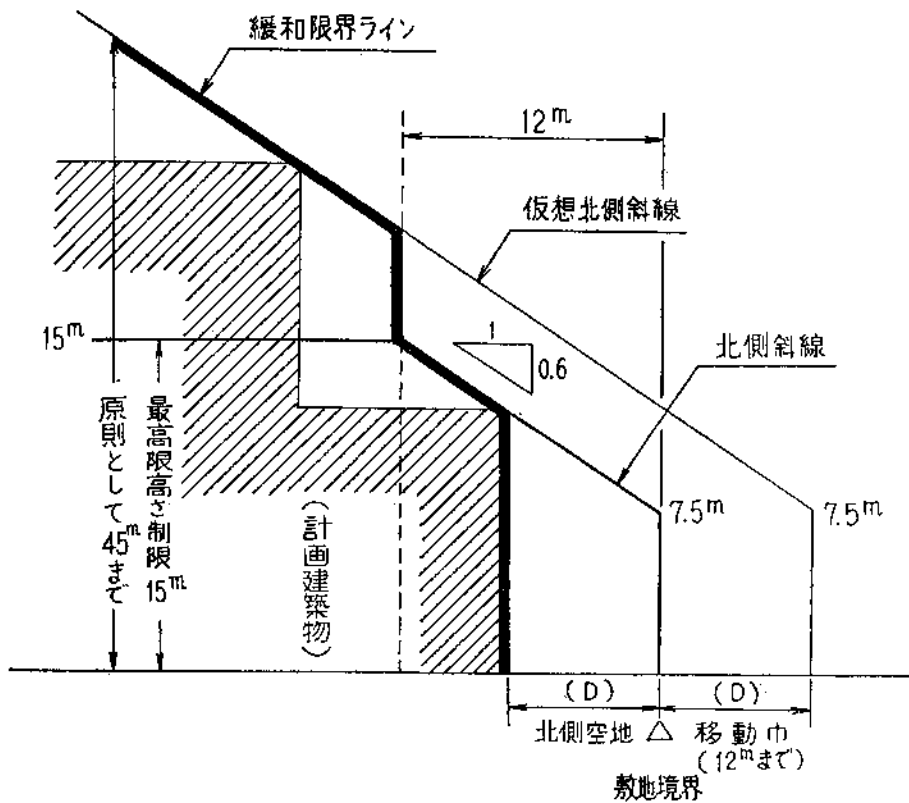 緩和限界ライン
12m
仮想北側斜線
15m
1
0.6
北側斜線
7.5m
7.5m
原則として45mまで
最高限高さ制限15m
(計画建築物)
(D)
(D)
北側空地
移動巾
(12mまで)
敷地境界